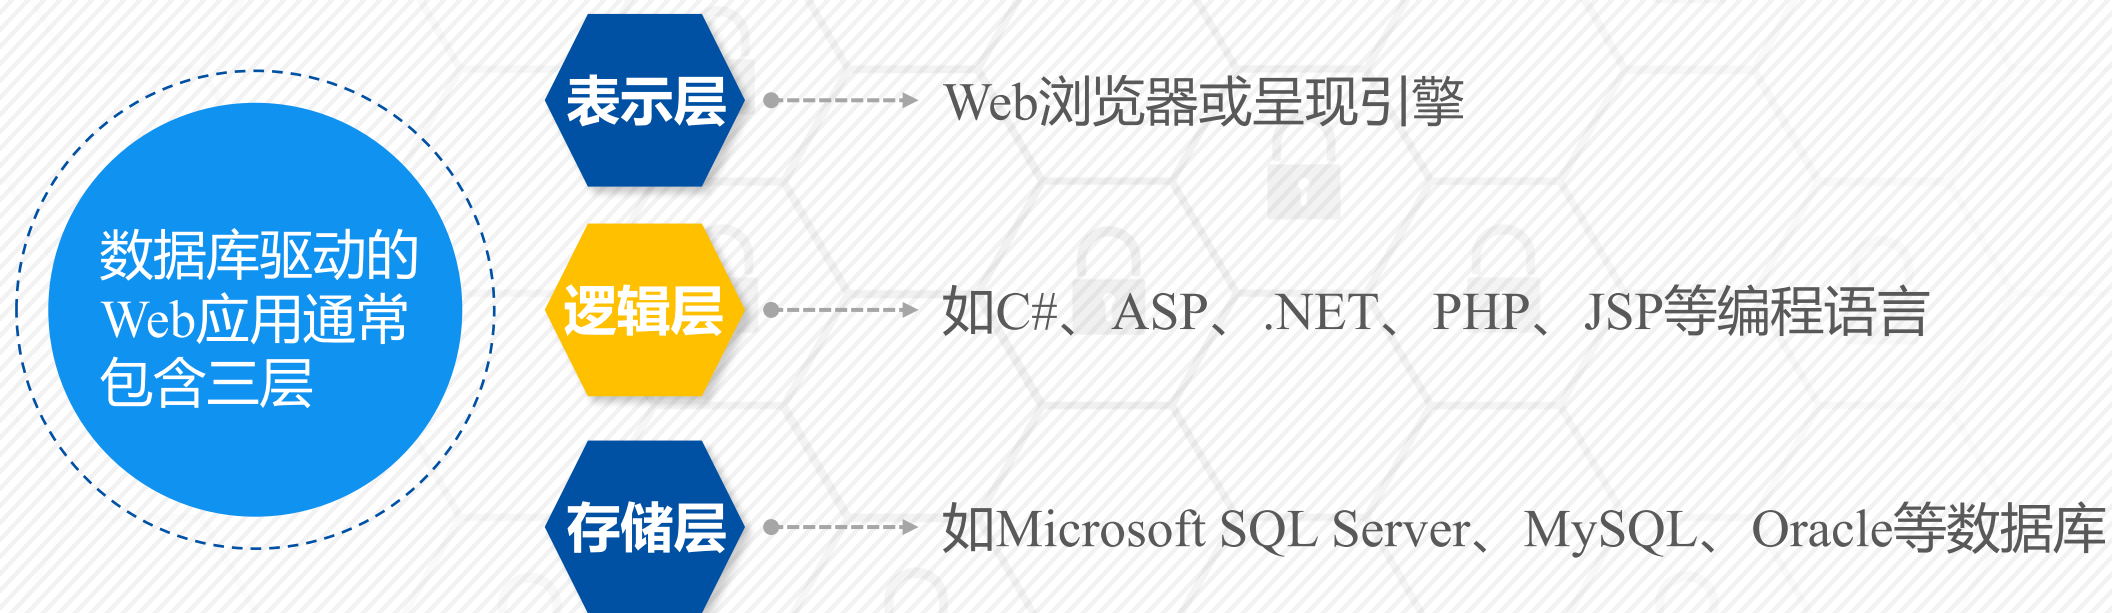 数据库驱动的
Web应用通常
包含三层
表示层
Web浏览器或呈现引擎
逻辑层
如C#、ASP、.NET、PHP、JSP等编程语言
存储层
如Microsoft SQL Server、MySQL、Oracle等数据库